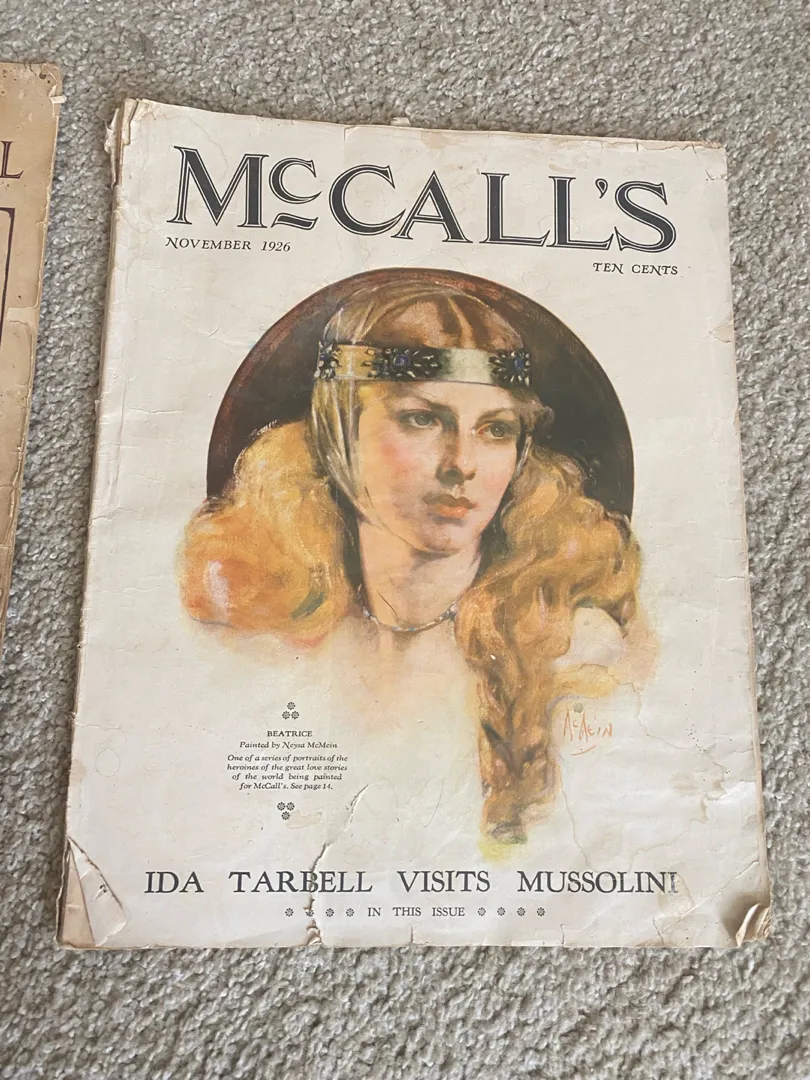 L
McCALL'S
NOVEMBER 1926
TEN CENTS
McMein
BEATRICE
Painted by Neysa McMein
One of a series of portraits of the
heroines of the great love stories
of the world being painted
for McCall's. See page 14.
IDA TARBELL VISITS MUSSOLINI
IN THIS ISSUE